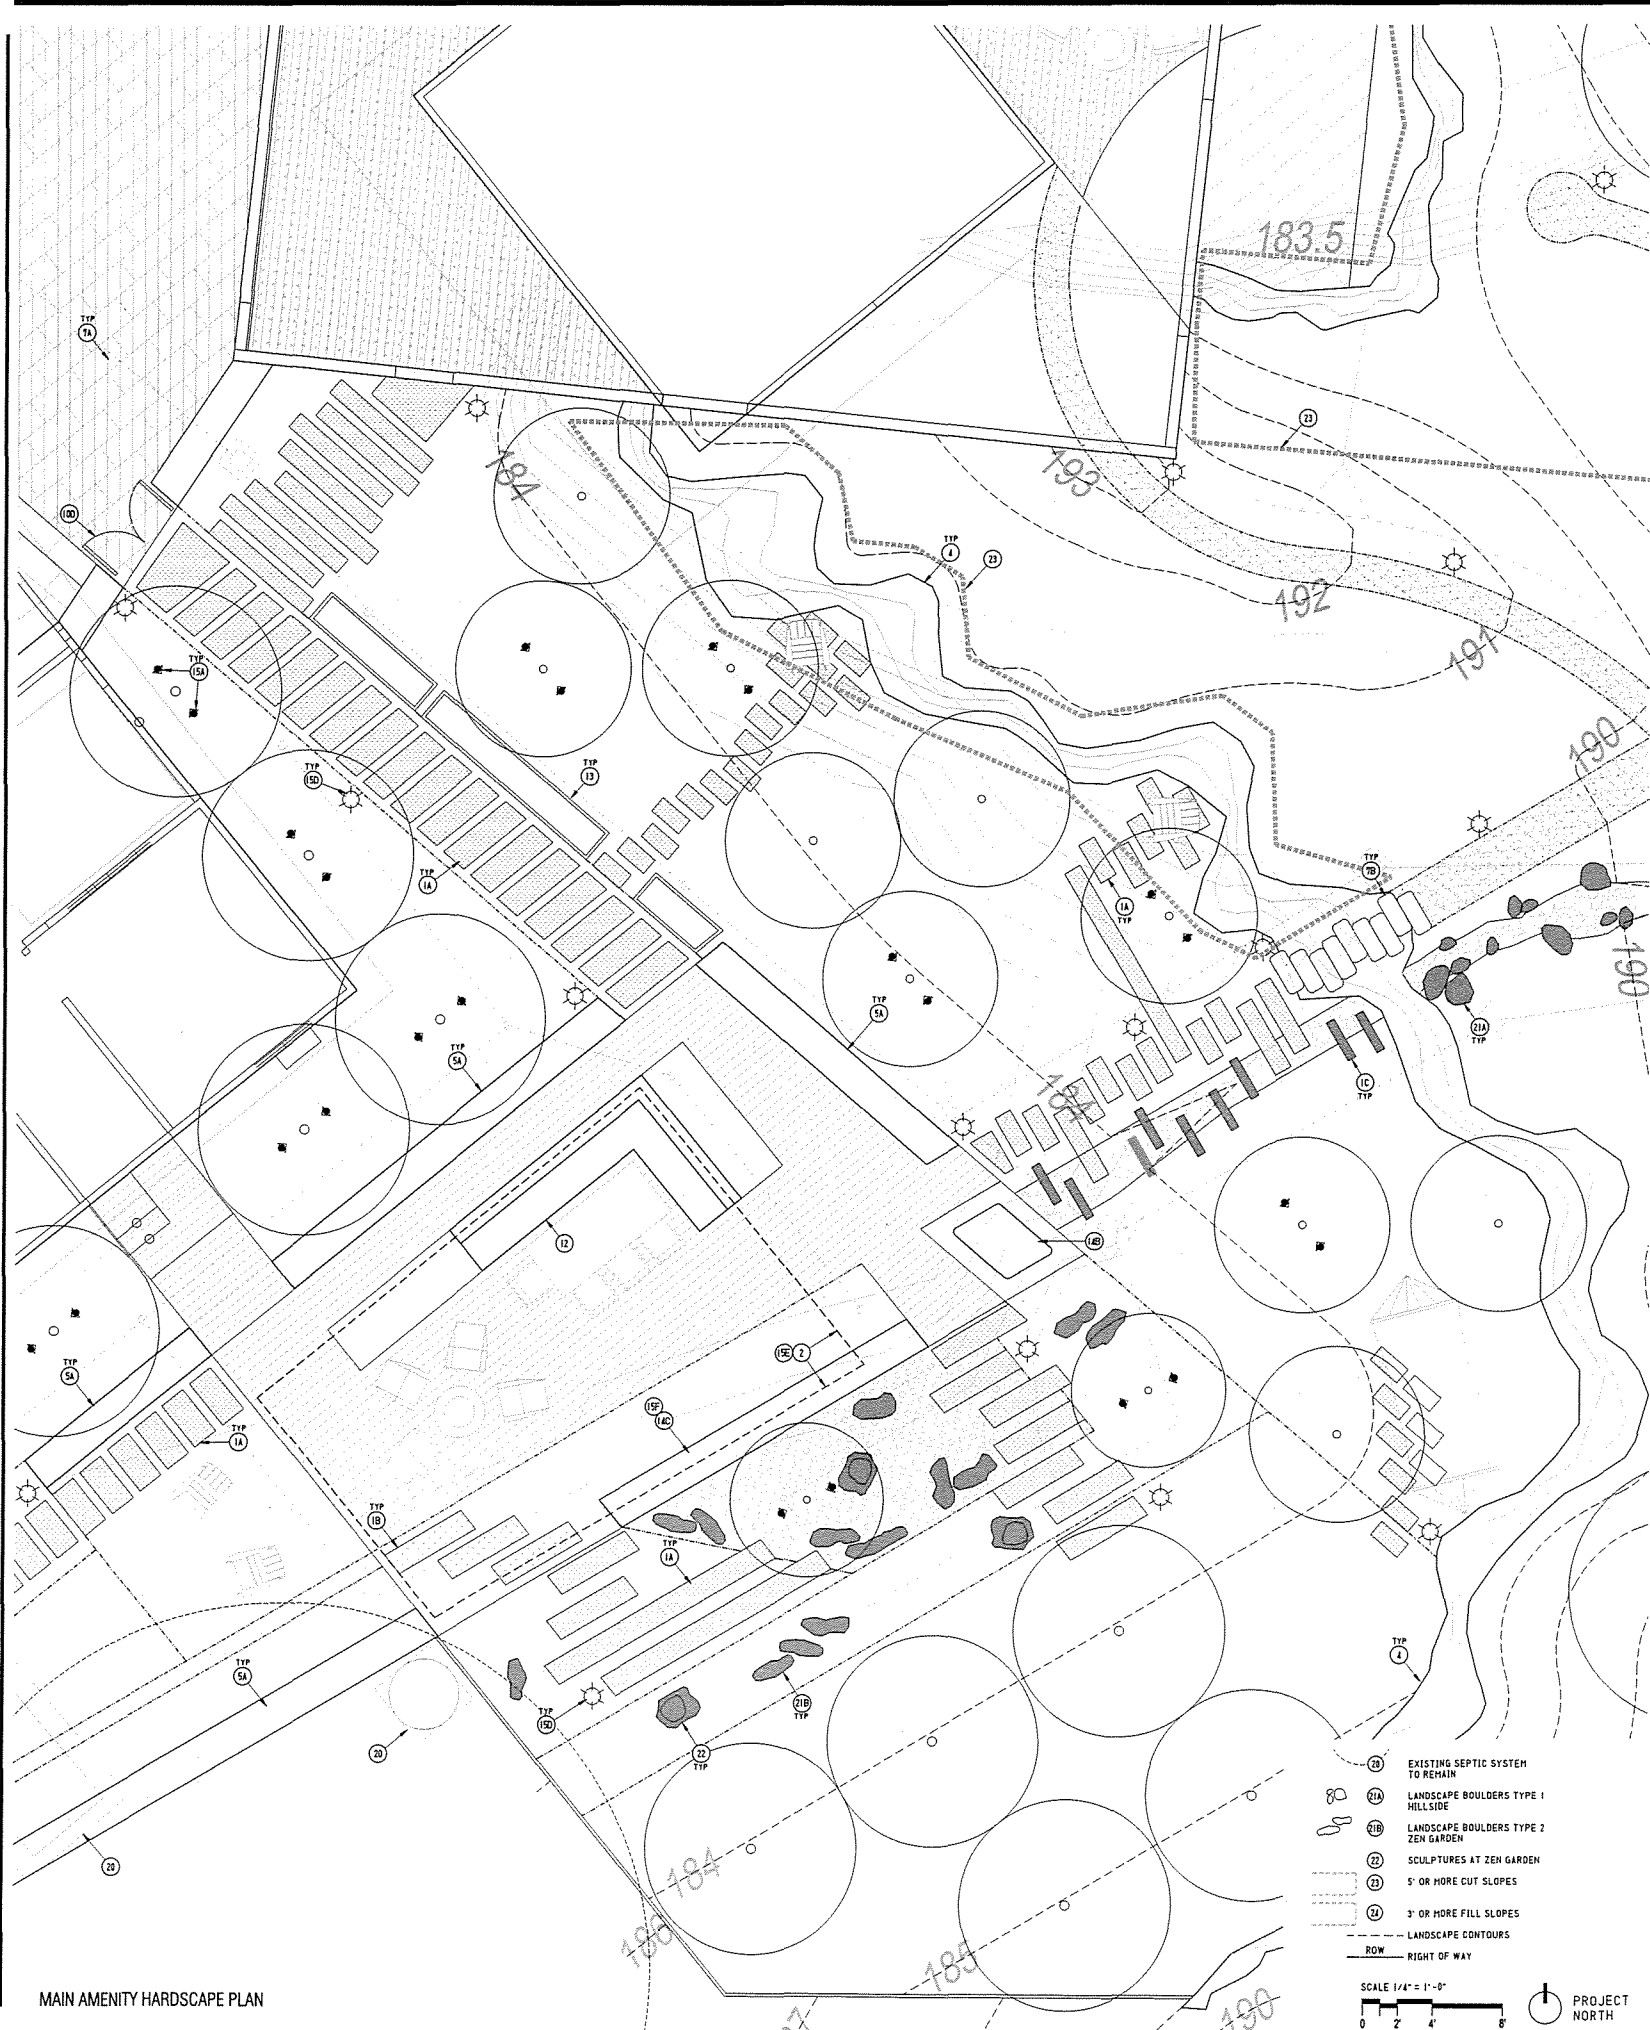 183.5
TYP
7A
23
184
193
10D
TYP
4
23
192
191
TYP
15A
190
TYP
15D
TYP
13
TYP
1A
TYP
7B
1A
TYP
190
TYP
5A
21A
TYP
TYP
5A
184
1C
TYP
12
14B
15E 2
TYP
5A
15F
14C
TYP
1A
TYP
1B
TYP
1A
TYP
4
TYP
5A
21B
TYP
TYP
15D
20
22
TYP
20
184
186
185
190
20 EXISTING SEPTIC SYSTEM
TO REMAIN
21A LANDSCAPE BOULDERS TYPE 1
HILLSIDE
21B LANDSCAPE BOULDERS TYPE 2
ZEN GARDEN
22 SCULPTURES AT ZEN GARDEN
23 5' OR MORE CUT SLOPES
24 3' OR MORE FILL SLOPES
LANDSCAPE CONTOURS
ROW RIGHT OF WAY
SCALE 1/4" = 1'-0"
0 2' 4' 8'
PROJECT
NORTH
MAIN AMENITY HARDSCAPE PLAN